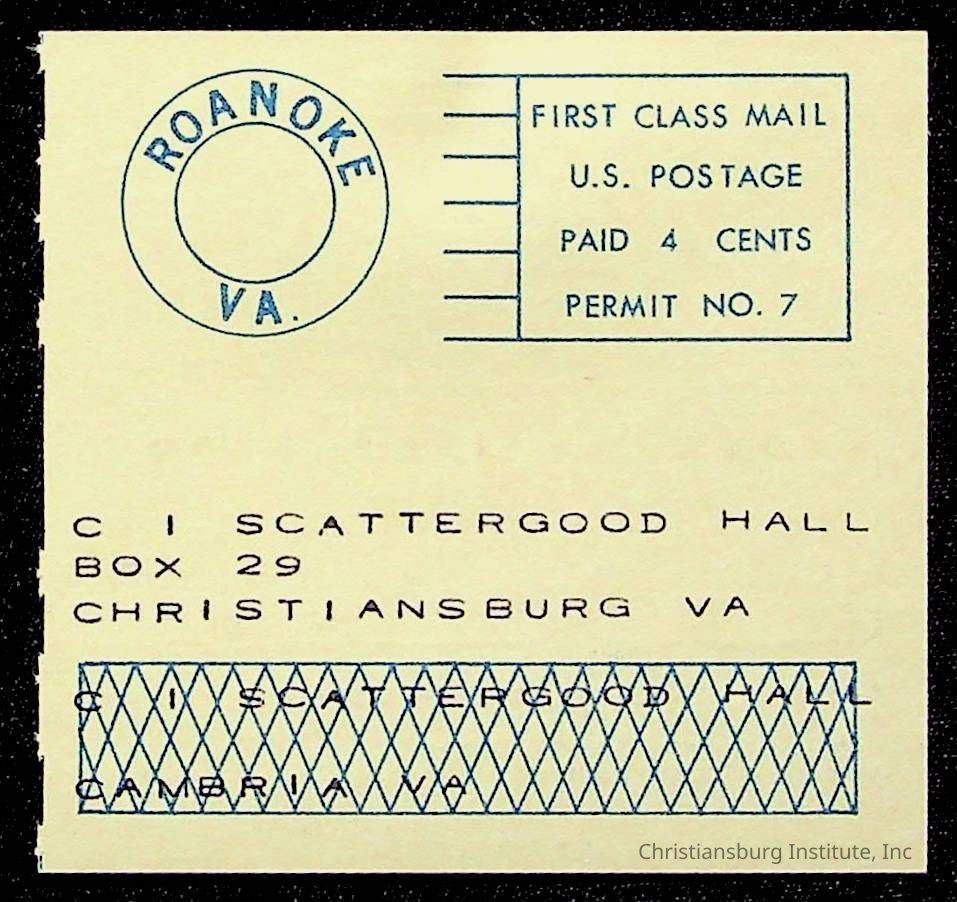 ROANOKE
VA.
FIRST CLASS MAIL
U.S. POSTAGE
PAID 4 CENTS
PERMIT NO. 7
C I SCATTERGOOD HALL
BOX 29
CHRISTIANSBURG VA
C I SCATTERGOOD HALL
CAMBRIA VA
Christiansburg Institute, Inc